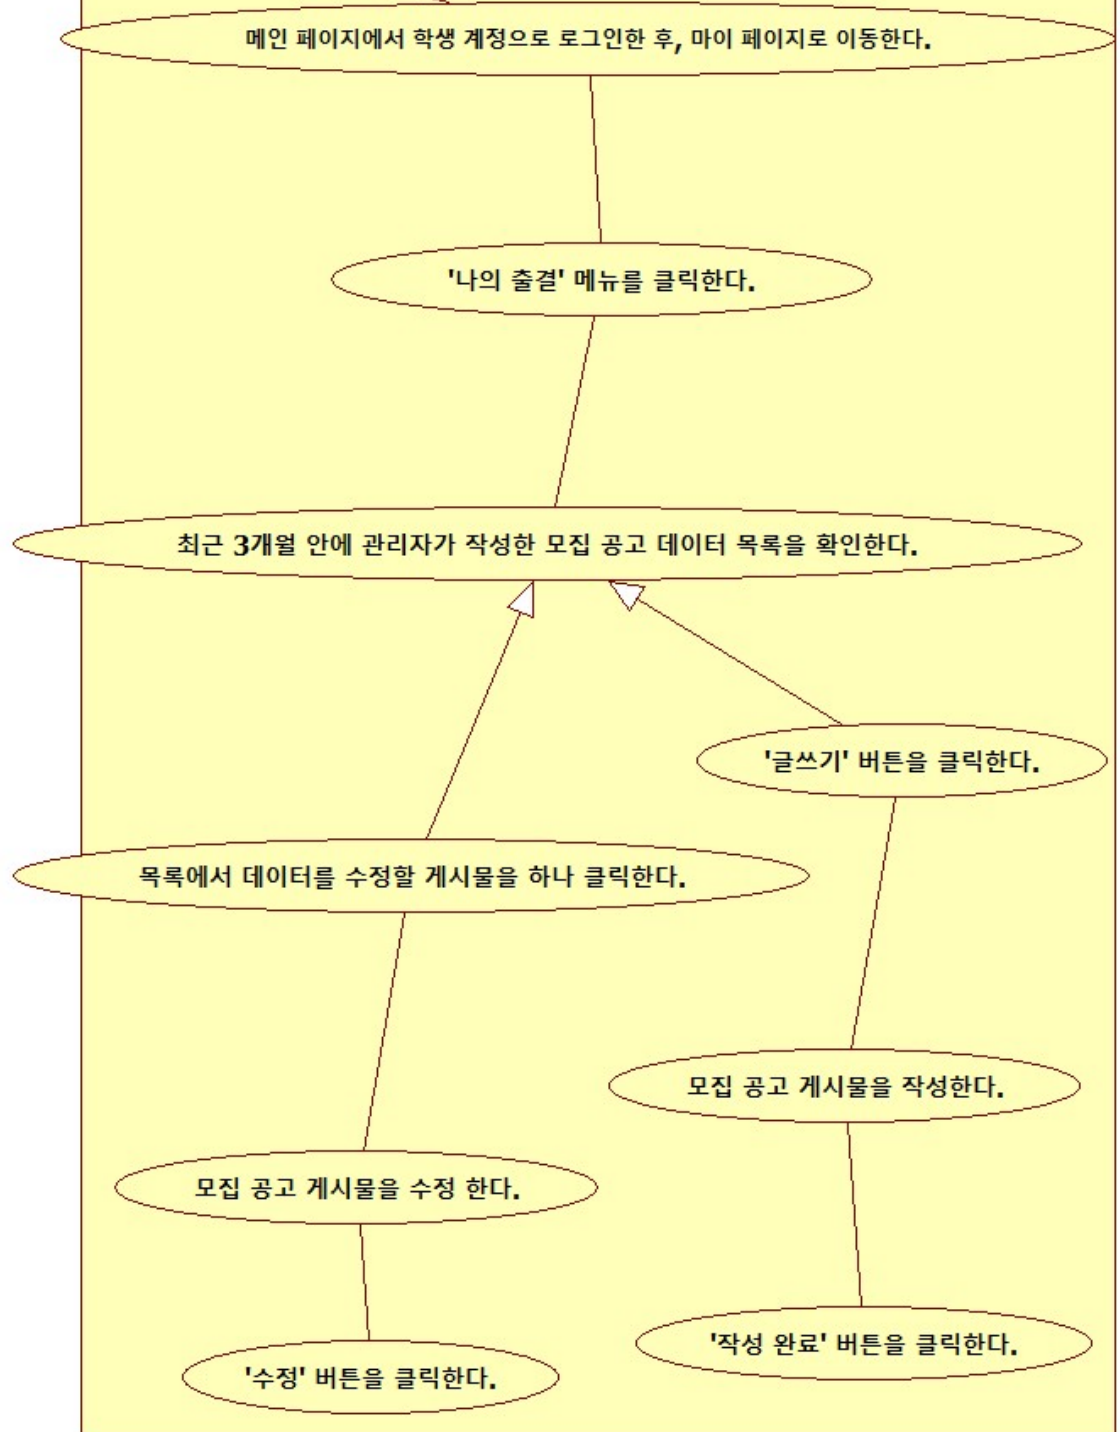 메인 페이지에서 학생 계정으로 로그인한 후, 마이 페이지로 이동한다.
'나의 출결' 메뉴를 클릭한다.
최근 3개월 안에 관리자가 작성한 모집 공고 데이터 목록을 확인한다.
'글쓰기' 버튼을 클릭한다.
목록에서 데이터를 수정할 게시물을 하나 클릭한다.
모집 공고 게시물을 작성한다.
모집 공고 게시물을 수정 한다.
'작성 완료' 버튼을 클릭한다.
'수정' 버튼을 클릭한다.